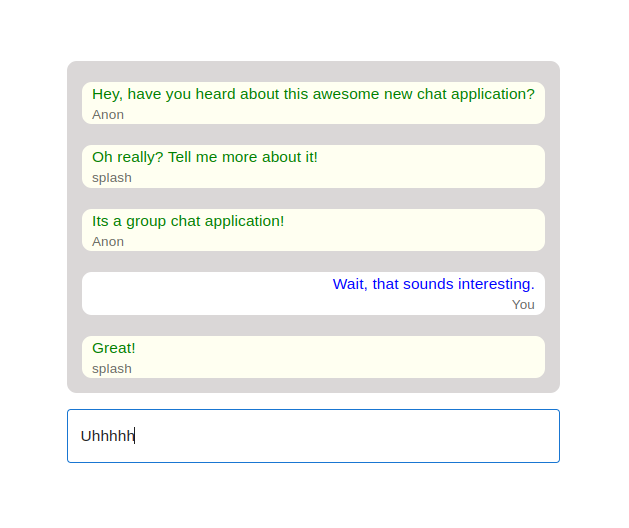 Hey, have you heard about this awesome new chat application?
Anon
Oh really? Tell me more about it!
splash
Its a group chat application!
Anon
Wait, that sounds interesting.
You
Great!
splash
Uhhhhh